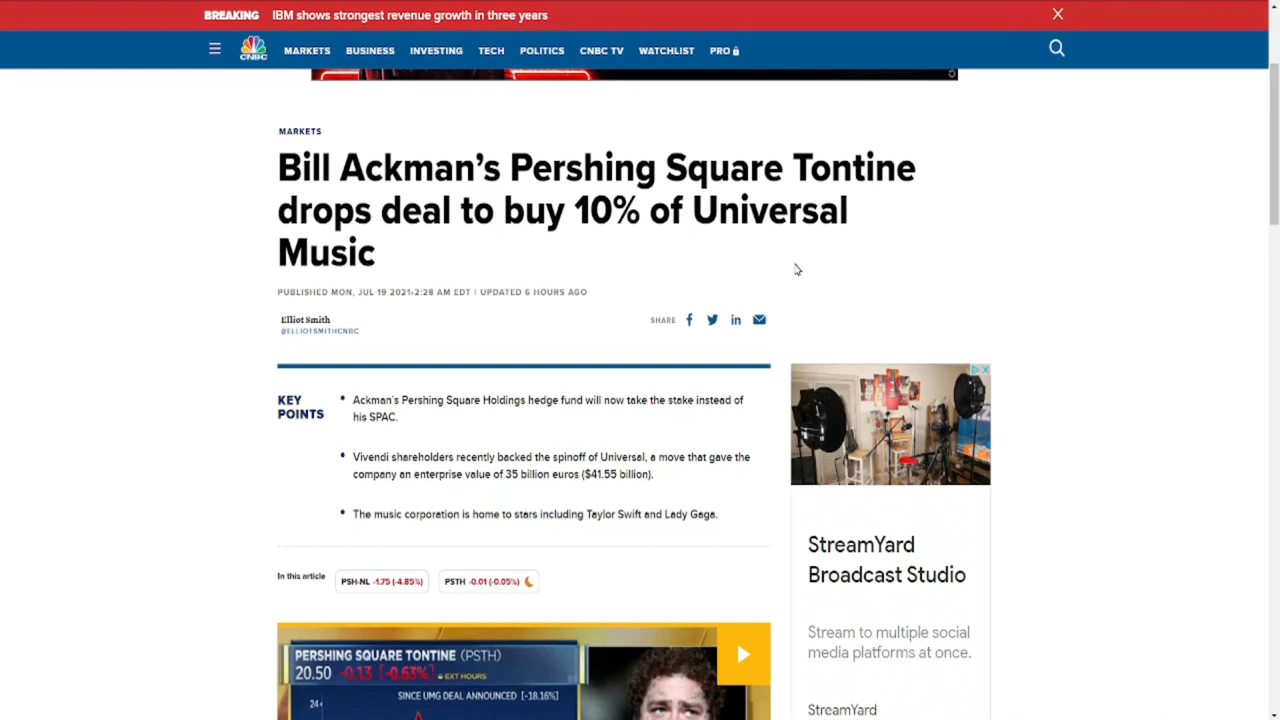 BREAKING IBM shows strongest revenue growth in three years
CNBC
MARKETS BUSINESS INVESTING TECH POLITICS CNBC TV WATCHLIST PRO
MARKETS
Bill Ackman's Pershing Square Tontine
drops deal to buy 10% of Universal
Music
PUBLISHED MON, JUL 19 2021•2:28 AM EDT | UPDATED 6 HOURS AGO
Elliot Smith
@ELLIOTSMITHCNBC
SHARE
KEY
POINTS
• Ackman's Pershing Square Holdings hedge fund will now take the stake instead of
his SPAC.
• Vivendi shareholders recently backed the spinoff of Universal, a move that gave the
company an enterprise value of 35 billion euros ($41.55 billion).
• The music corporation is home to stars including Taylor Swift and Lady Gaga.
In this article
PSH-NL -1.75 (-4.85%)
PSTH -0.01 (-0.05%)
PERSHING SQUARE TONTINE (PSTH)
20.50 -0.13 [-0.63%] EXT HOURS
SINCE UMG DEAL ANNOUNCED [-18.16%]
24
StreamYard
Broadcast Studio
Stream to multiple social
media platforms at once.
StreamYard